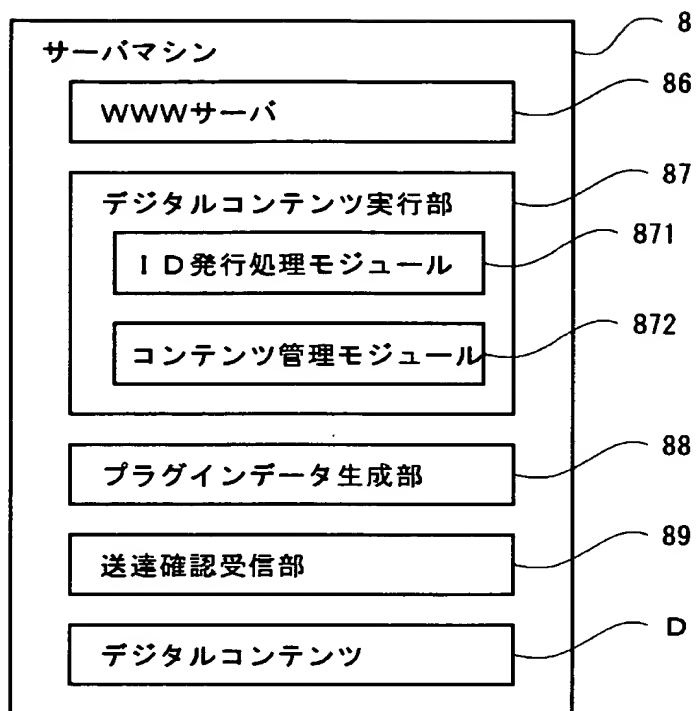 サーバマシン
8
WWWサーバ
86
デジタルコンテンツ実行部
87
ID発行処理モジュール
871
コンテンツ管理モジュール
872
プラグインデータ生成部
88
送達確認受信部
89
デジタルコンテンツ
D